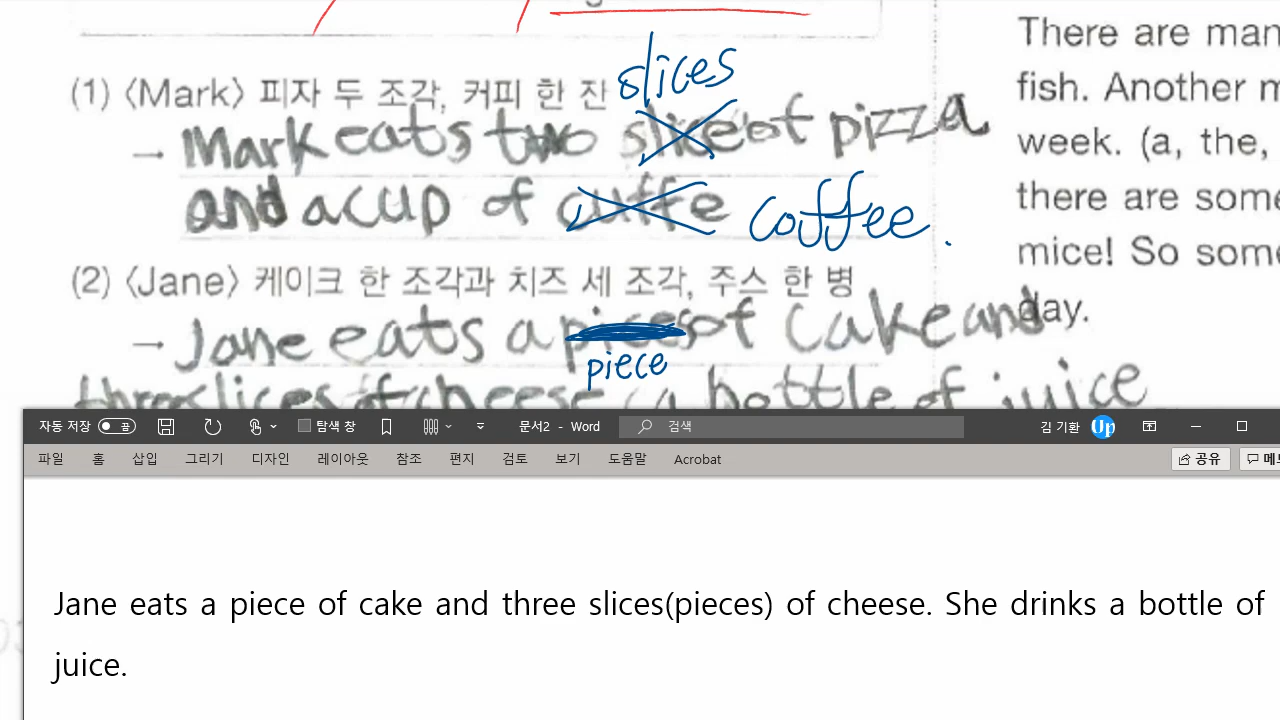 There are man
(1) 〈Mark〉 피자 두 조각, 커피 한 잔 slices
fish. Another m
→ Mark eats two slice of pizza
week. (a, the,
and a cup of cuffe coffee.
there are some
mice! So some
(2) 〈Jane〉 케이크 한 조각과 치즈 세 조각, 주스 한 병
day.
→ Jane eats a pices of cake and
piece
three slices of cheese a bottle of juice
자동 저장 문서2 - Word 검색 김 기환 Up
탐색 창
파일 홈 삽입 그리기 디자인 레이아웃 참조 편지 검토 보기 도움말 Acrobat 공유 메모
Jane eats a piece of cake and three slices(pieces) of cheese. She drinks a bottle of
juice.